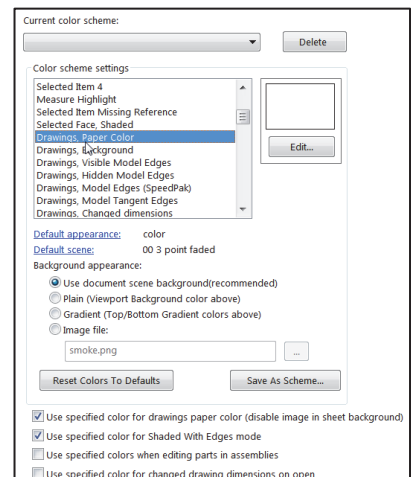 Current color scheme:
Delete
Color scheme settings
Selected Item 4
Measure Highlight
Selected Item Missing Reference
Selected Face, Shaded
Drawings, Paper Color
Drawings, Background
Drawings, Visible Model Edges
Drawings, Hidden Model Edges
Drawings, Model Edges (SpeedPak)
Drawings, Model Tangent Edges
Drawings, Changed dimensions
Edit...
Default appearance: color
Default scene: 00 3 point faded
Background appearance:
Use document scene background(recommended)
Plain (Viewport Background color above)
Gradient (Top/Bottom Gradient colors above)
Image file:
smoke.png ...
Reset Colors To Defaults Save As Scheme...
Use specified color for drawings paper color (disable image in sheet background)
Use specified color for Shaded With Edges mode
Use specified colors when editing parts in assemblies
Use specified color for changed drawing dimensions on open